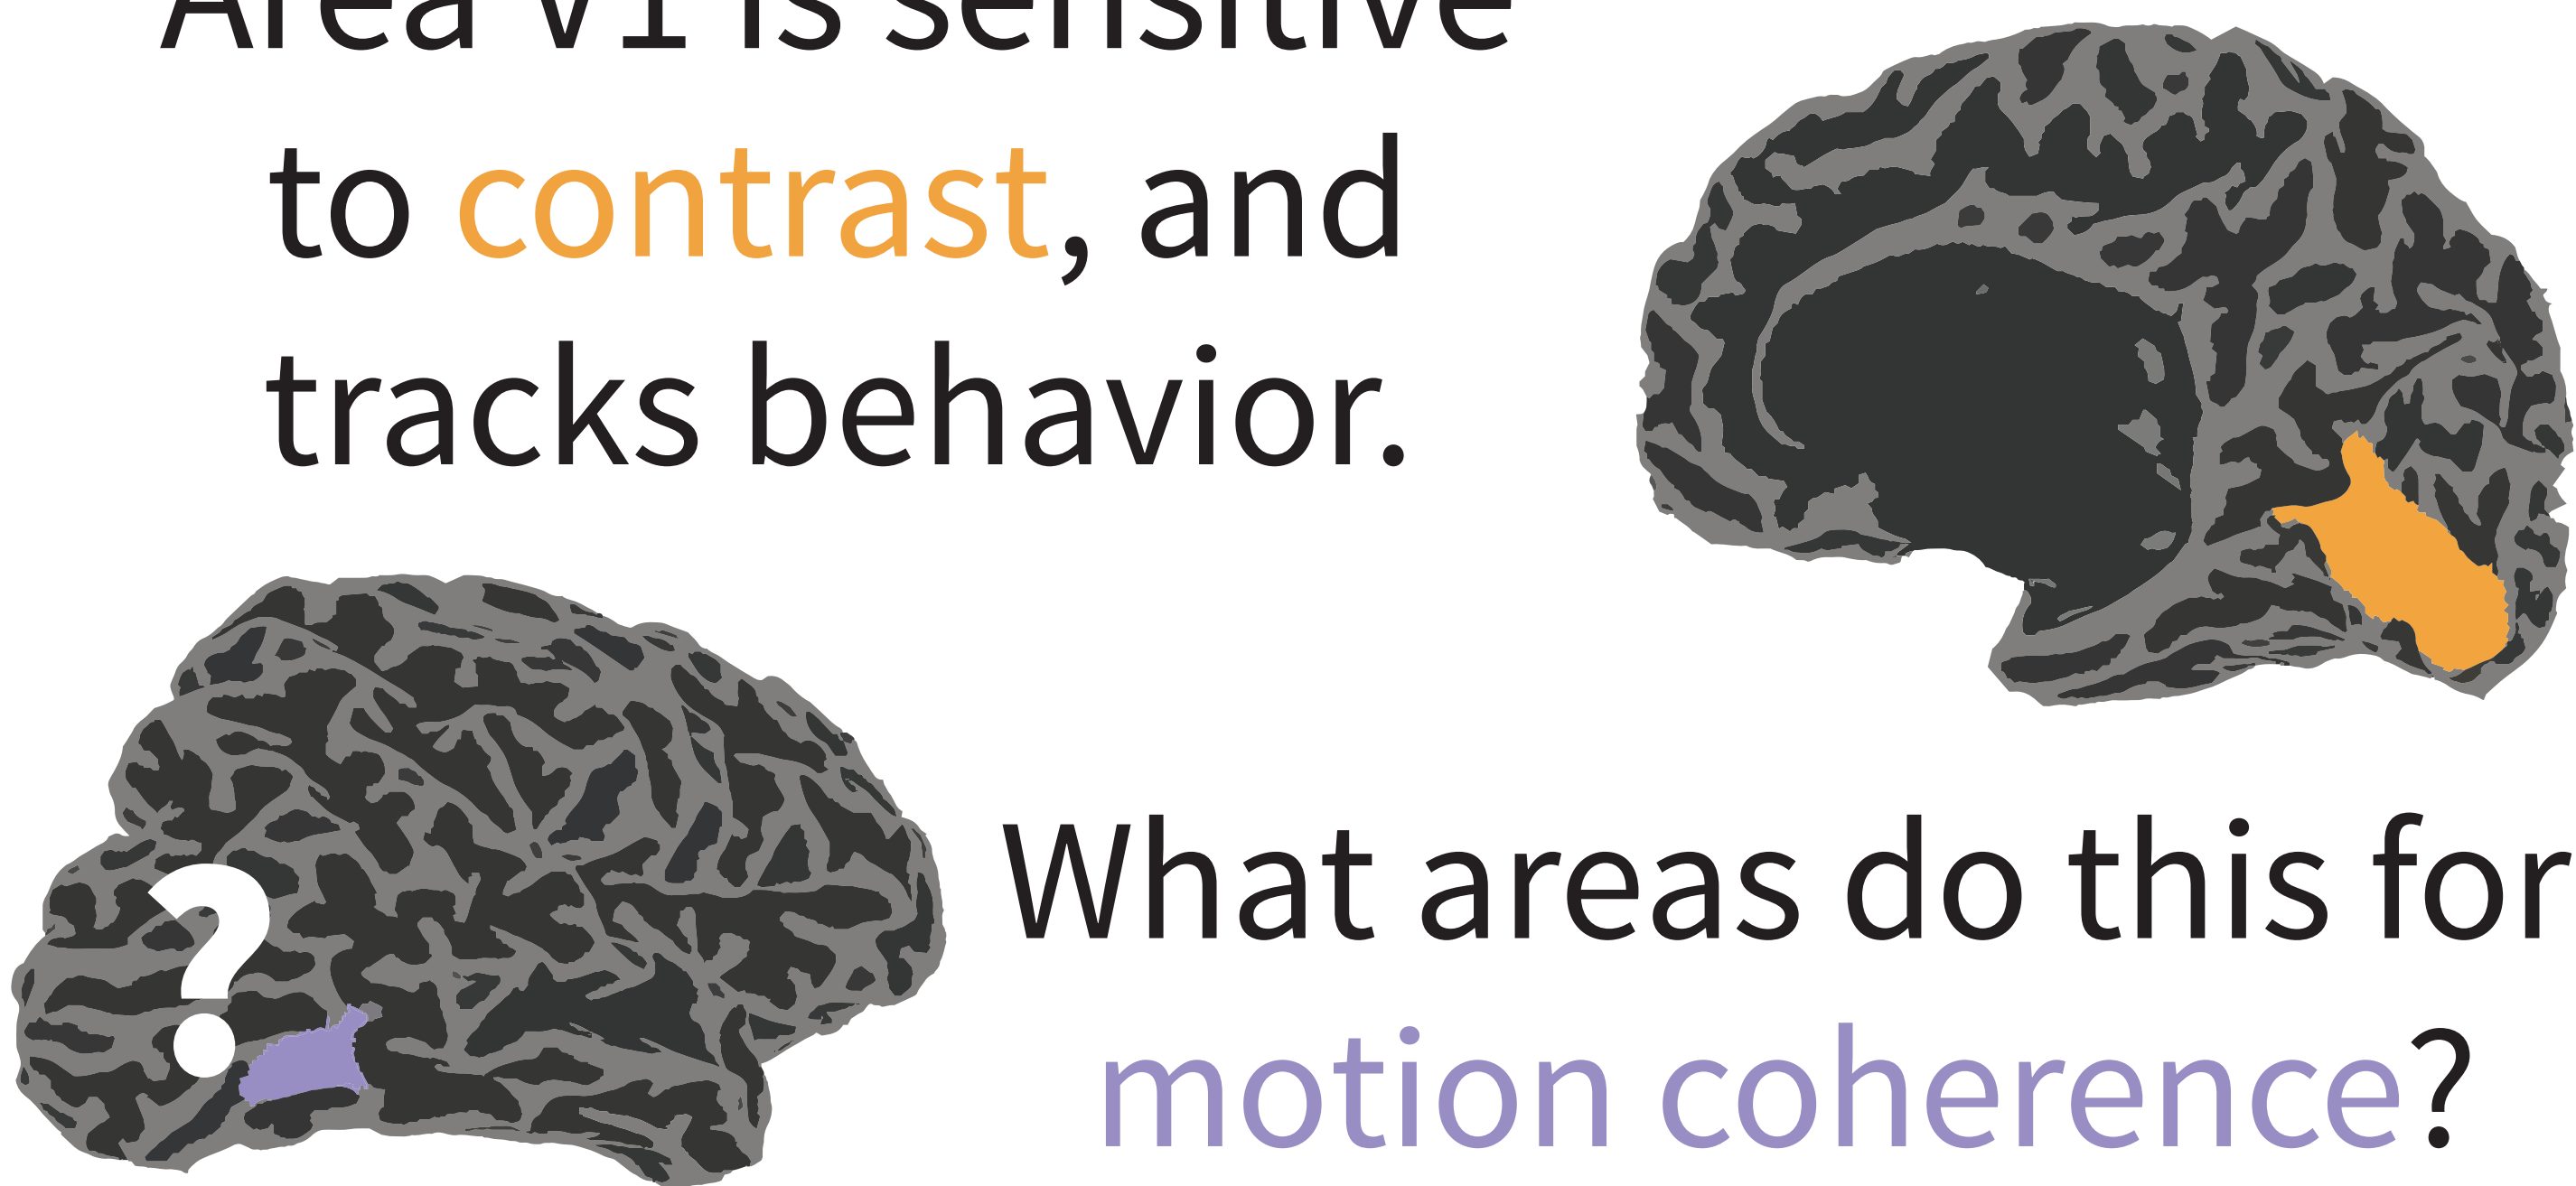 Area V1 is sensitive
to contrast, and
tracks behavior.
?
What areas do this for
motion coherence?